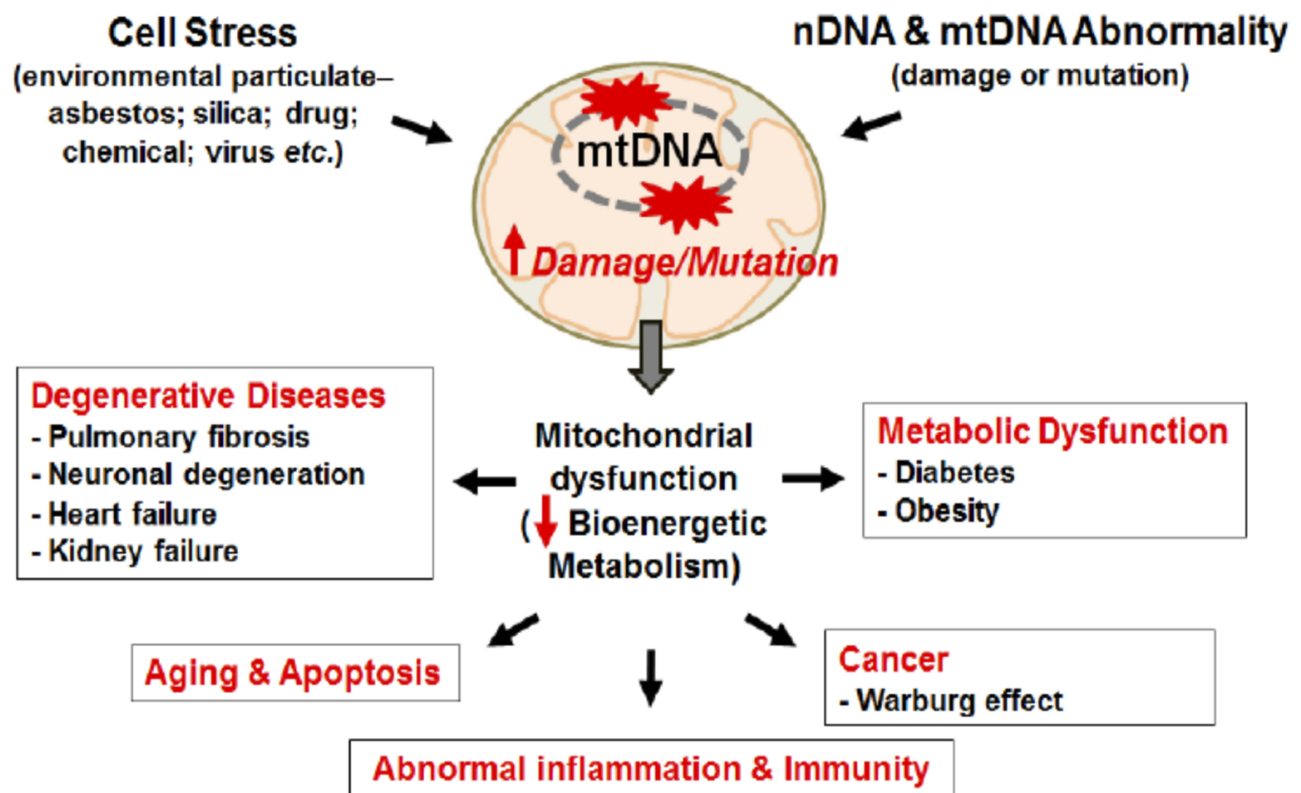 Cell Stress
(environmental particulate–
asbestos; silica; drug;
chemical; virus etc.)
nDNA & mtDNA Abnormality
(damage or mutation)
mtDNA
Damage/Mutation
Degenerative Diseases
- Pulmonary fibrosis
- Neuronal degeneration
- Heart failure
- Kidney failure
Mitochondrial
dysfunction
( Bioenergetic
Metabolism)
Metabolic Dysfunction
- Diabetes
- Obesity
Aging & Apoptosis
Cancer
- Warburg effect
Abnormal inflammation & Immunity